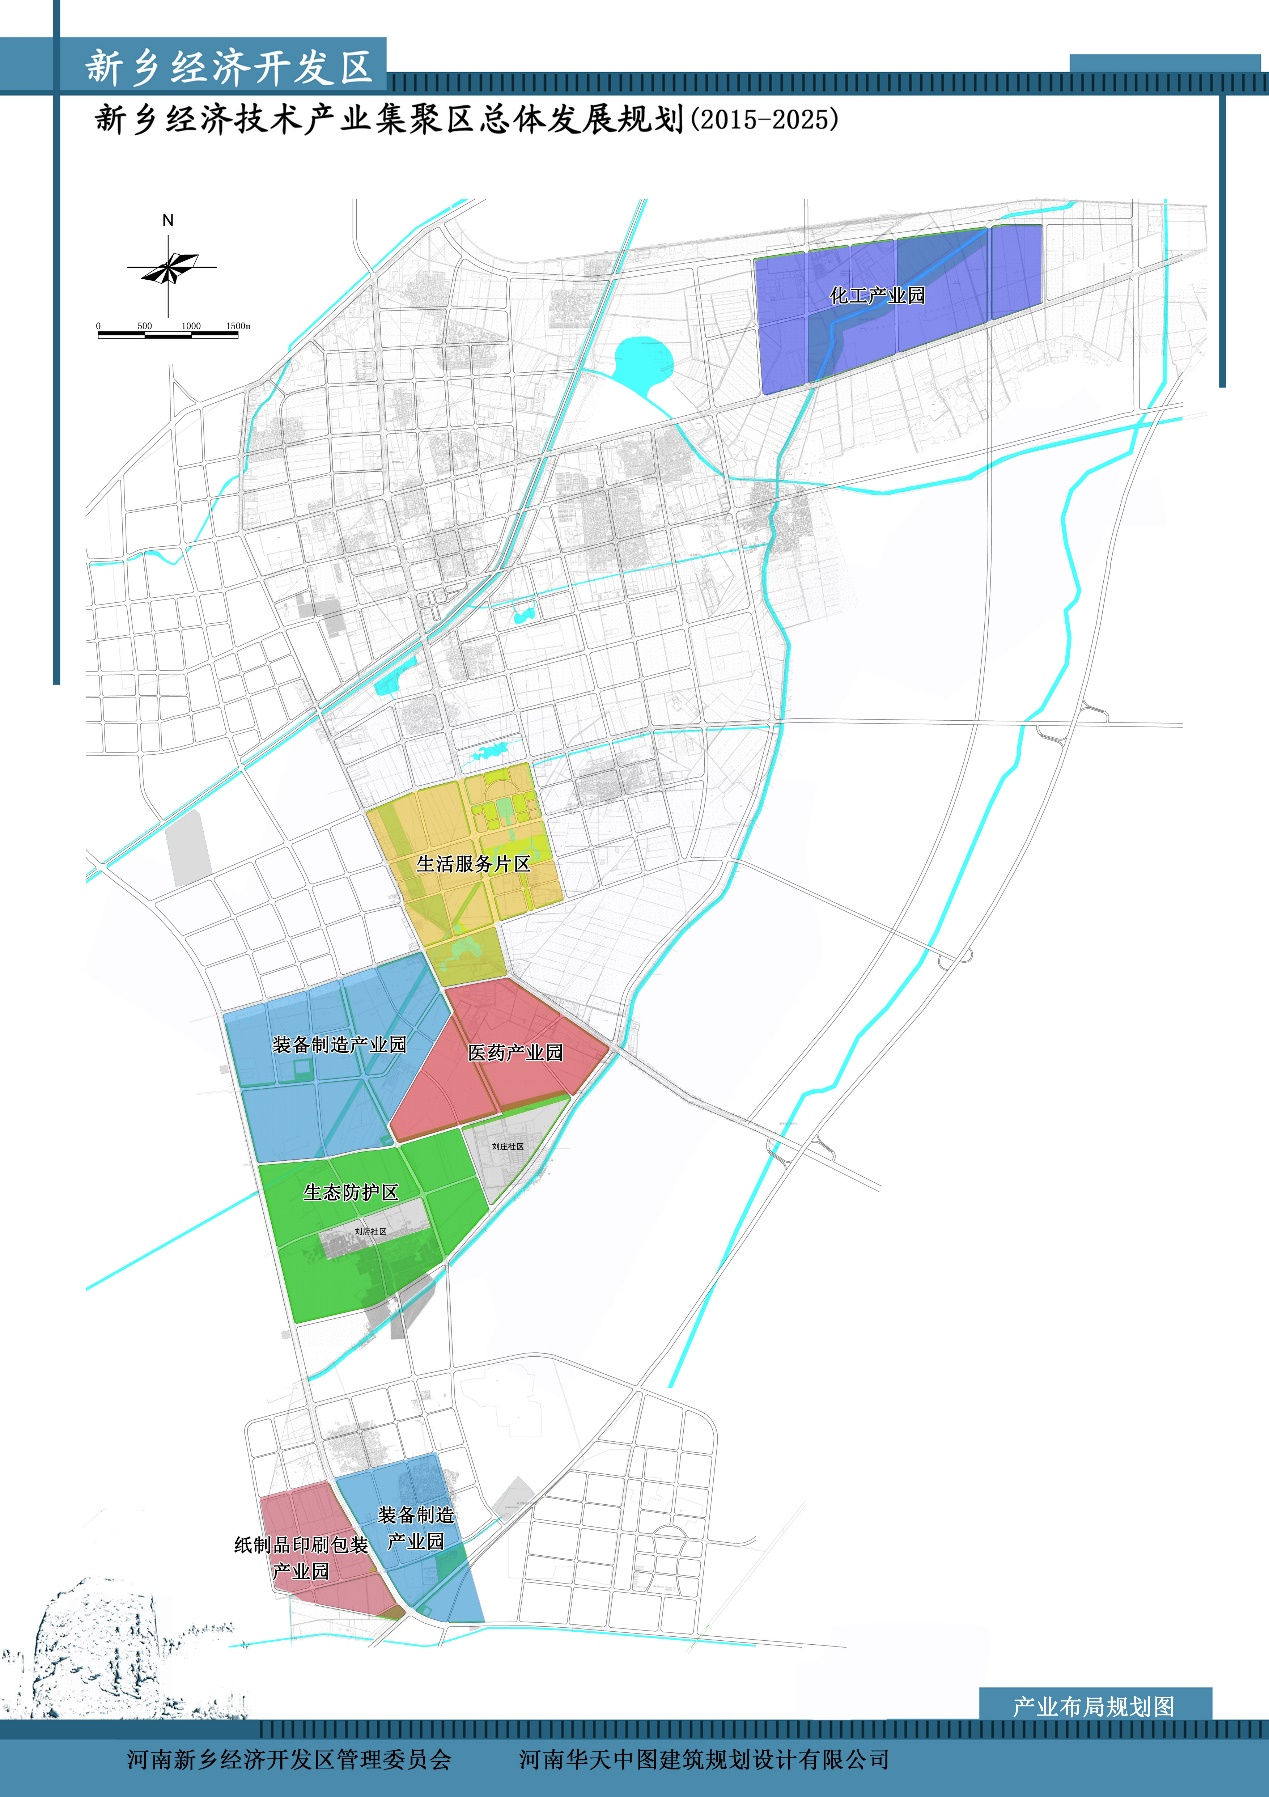 新乡经济开发区
新乡经济技术产业集聚区总体发展规划(2015-2025)
N
0 500 1000 1500m
化工产业园
生活服务片区
装备制造产业园
医药产业园
刘庄社区
生态防护区
刘店社区
装备制造
产业园
纸制品印刷包装
产业园
产业布局规划图
河南新乡经济开发区管理委员会 河南华天中图建筑规划设计有限公司